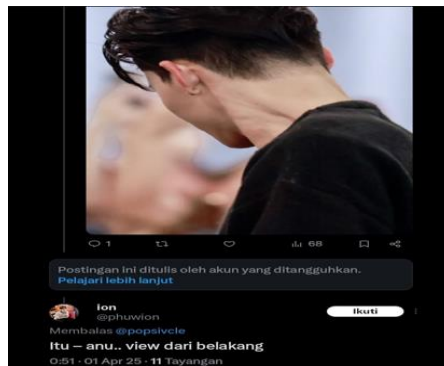 1 68
Postingan ini ditulis oleh akun yang ditangguhkan.
Pelajari lebih lanjut
ion
@phuwion
Ikuti
Membalas @popsivcle
Itu – anu.. view dari belakang
0:51 · 01 Apr 25 · 11 Tayangan